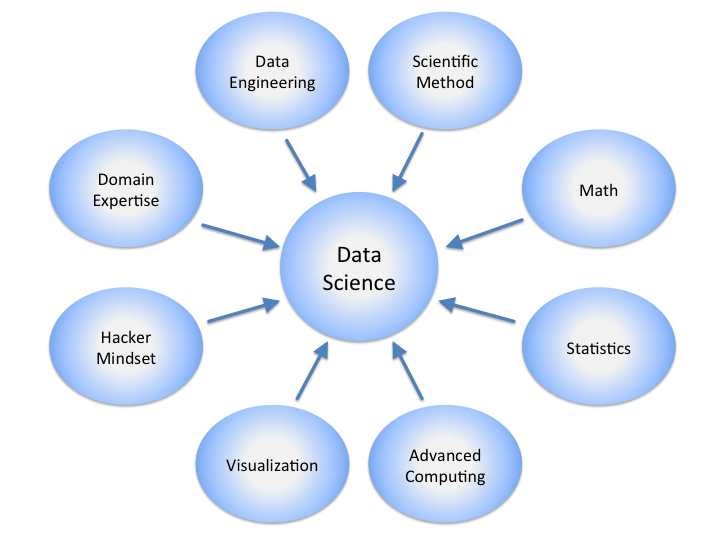 Data
Engineering
Scientific
Method
Domain
Expertise
Math
Data
Science
Hacker
Mindset
Statistics
Visualization
Advanced
Computing